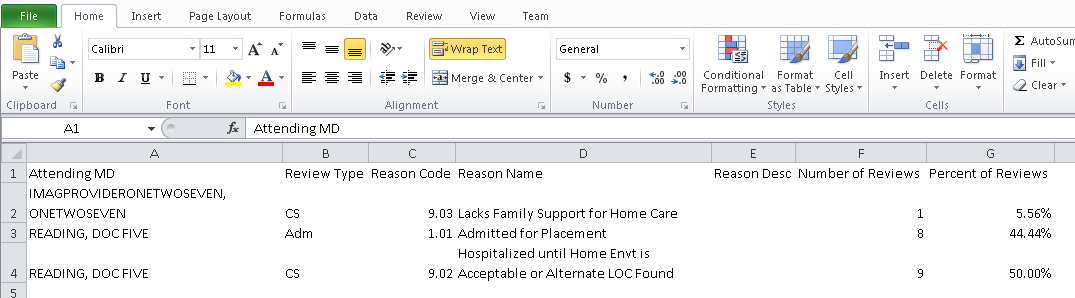 File Home Insert Page Layout Formulas Data Review View Team
Calibri 11 A A Wrap Text General Σ AutoSum
Paste Conditional Format Cell Insert Delete Format Fill
B I U A Merge & Center $ % , .0 .00 .00 .0 Formatting as Table Styles Clear
Clipboard Font Alignment Number Styles Cells
A1 fx Attending MD
A B C D E F G
1 Attending MD Review Type Reason Code Reason Name Reason Desc Number of Reviews Percent of Reviews
IMAGPROVIDERONETWOSEVEN,
2 ONETWOSEVEN CS 9.03 Lacks Family Support for Home Care 1 5.56%
3 READING, DOC FIVE Adm 1.01 Admitted for Placement 8 44.44%
Hospitalized until Home Envt is
4 READING, DOC FIVE CS 9.02 Acceptable or Alternate LOC Found 9 50.00%
5